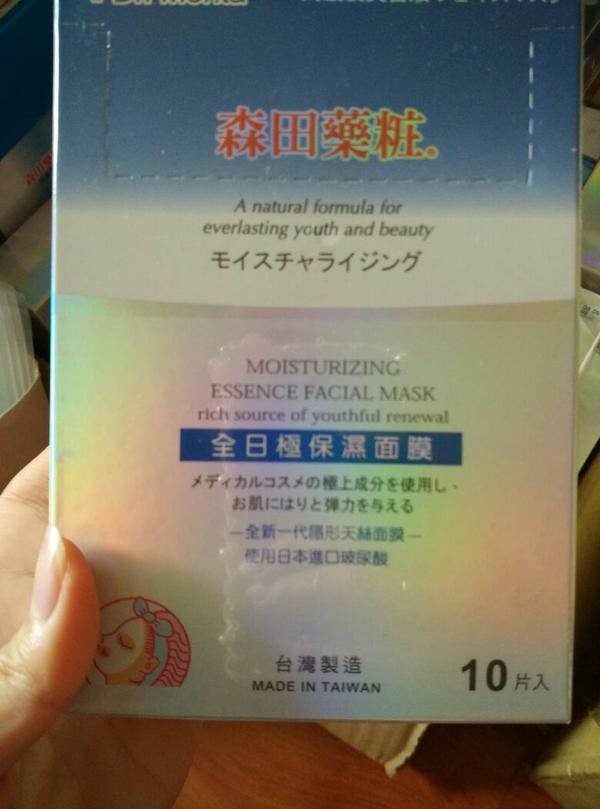 森田藥粧
A natural formula for
everlasting youth and beauty
モイスチャライジング
MOISTURIZING
ESSENCE FACIAL MASK
rich source of youthful renewal
全日極保濕面膜
メディカルコスメの極上成分を使用し、
お肌にはりと弾力を与える
—全新一代隱形天絲面膜—
使用日本進口玻尿酸
台灣製造
MADE IN TAIWAN
10片入